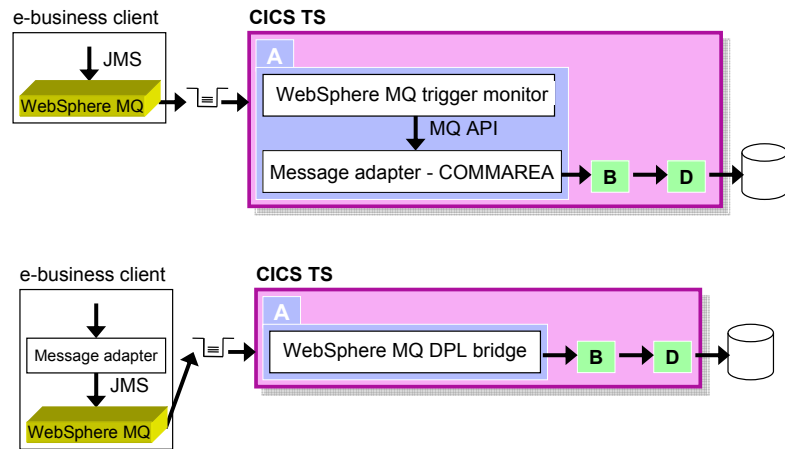 e-business client
CICS TS
JMS
WebSphere MQ
A
WebSphere MQ trigger monitor
MQ API
Message adapter - COMMAREA
B
D
e-business client
CICS TS
Message adapter
JMS
WebSphere MQ
A
WebSphere MQ DPL bridge
B
D